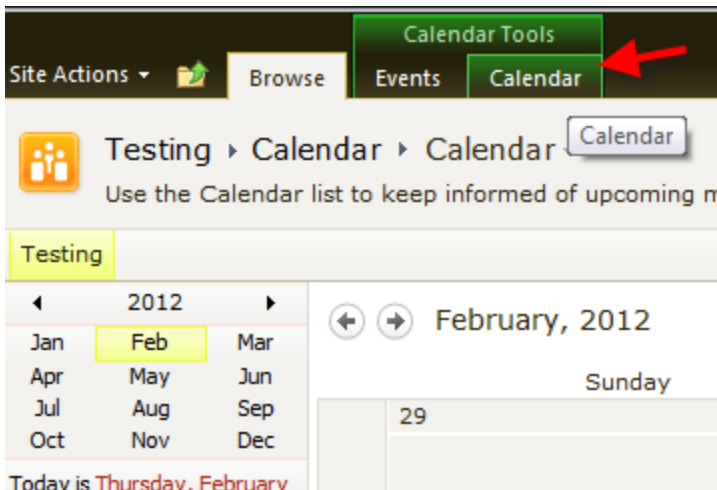 Calendar Tools
Site Actions Browse Events Calendar
Calendar
Testing Calendar Calendar
Use the Calendar list to keep informed of upcoming
Testing
2012
Jan Feb Mar
Apr May Jun
Jul Aug Sep
Oct Nov Dec
Today is Thursday, February
February, 2012
Sunday
29